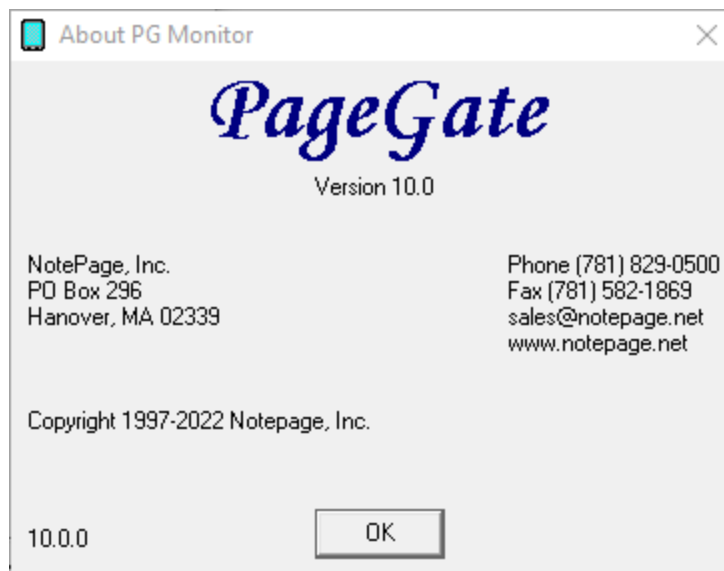 About PG Monitor
PageGate
Version 10.0
NotePage, Inc.
PO Box 296
Hanover, MA 02339
Phone (781) 829-0500
Fax (781) 582-1869
sales@notepage.net
www.notepage.net
Copyright 1997-2022 Notepage, Inc.
10.0.0
OK